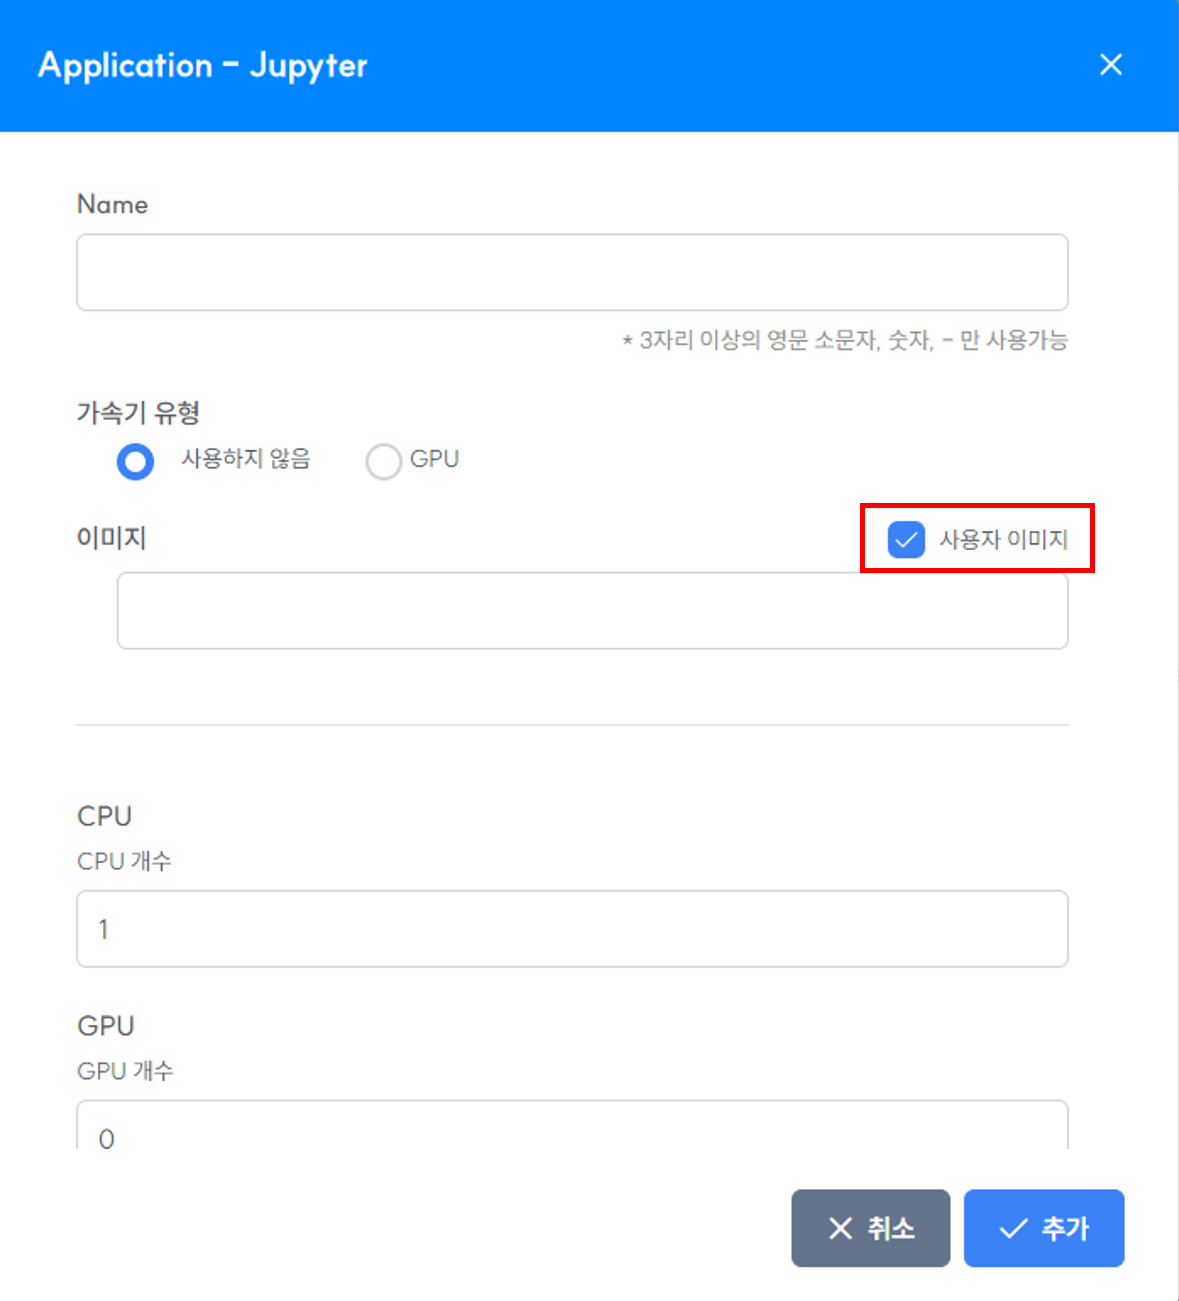 Application - Jupyter
Name
* 3자리 이상의 영문 소문자, 숫자, - 만 사용가능
가속기 유형
사용하지 않음 GPU
이미지 사용자 이미지
CPU
CPU 개수
1
GPU
GPU 개수
0
취소 추가